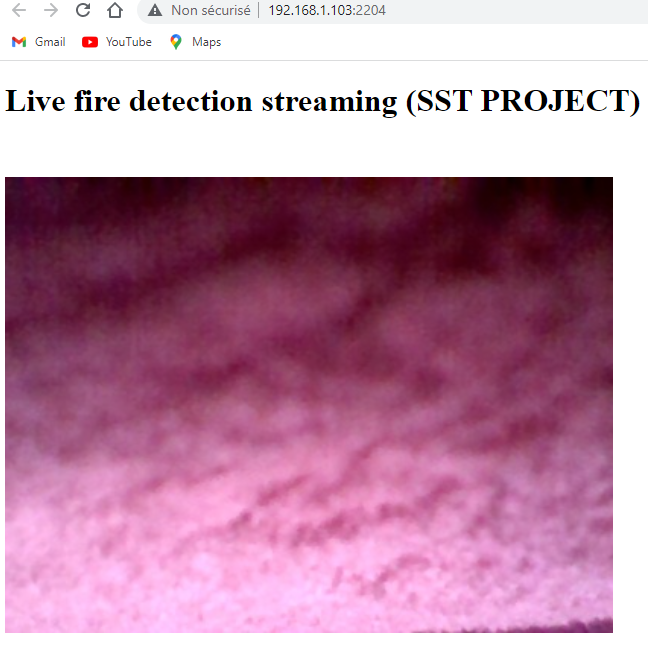 Non sécurisé | 192.168.1.103:2204
Gmail YouTube Maps
Live fire detection streaming (SST PROJECT)